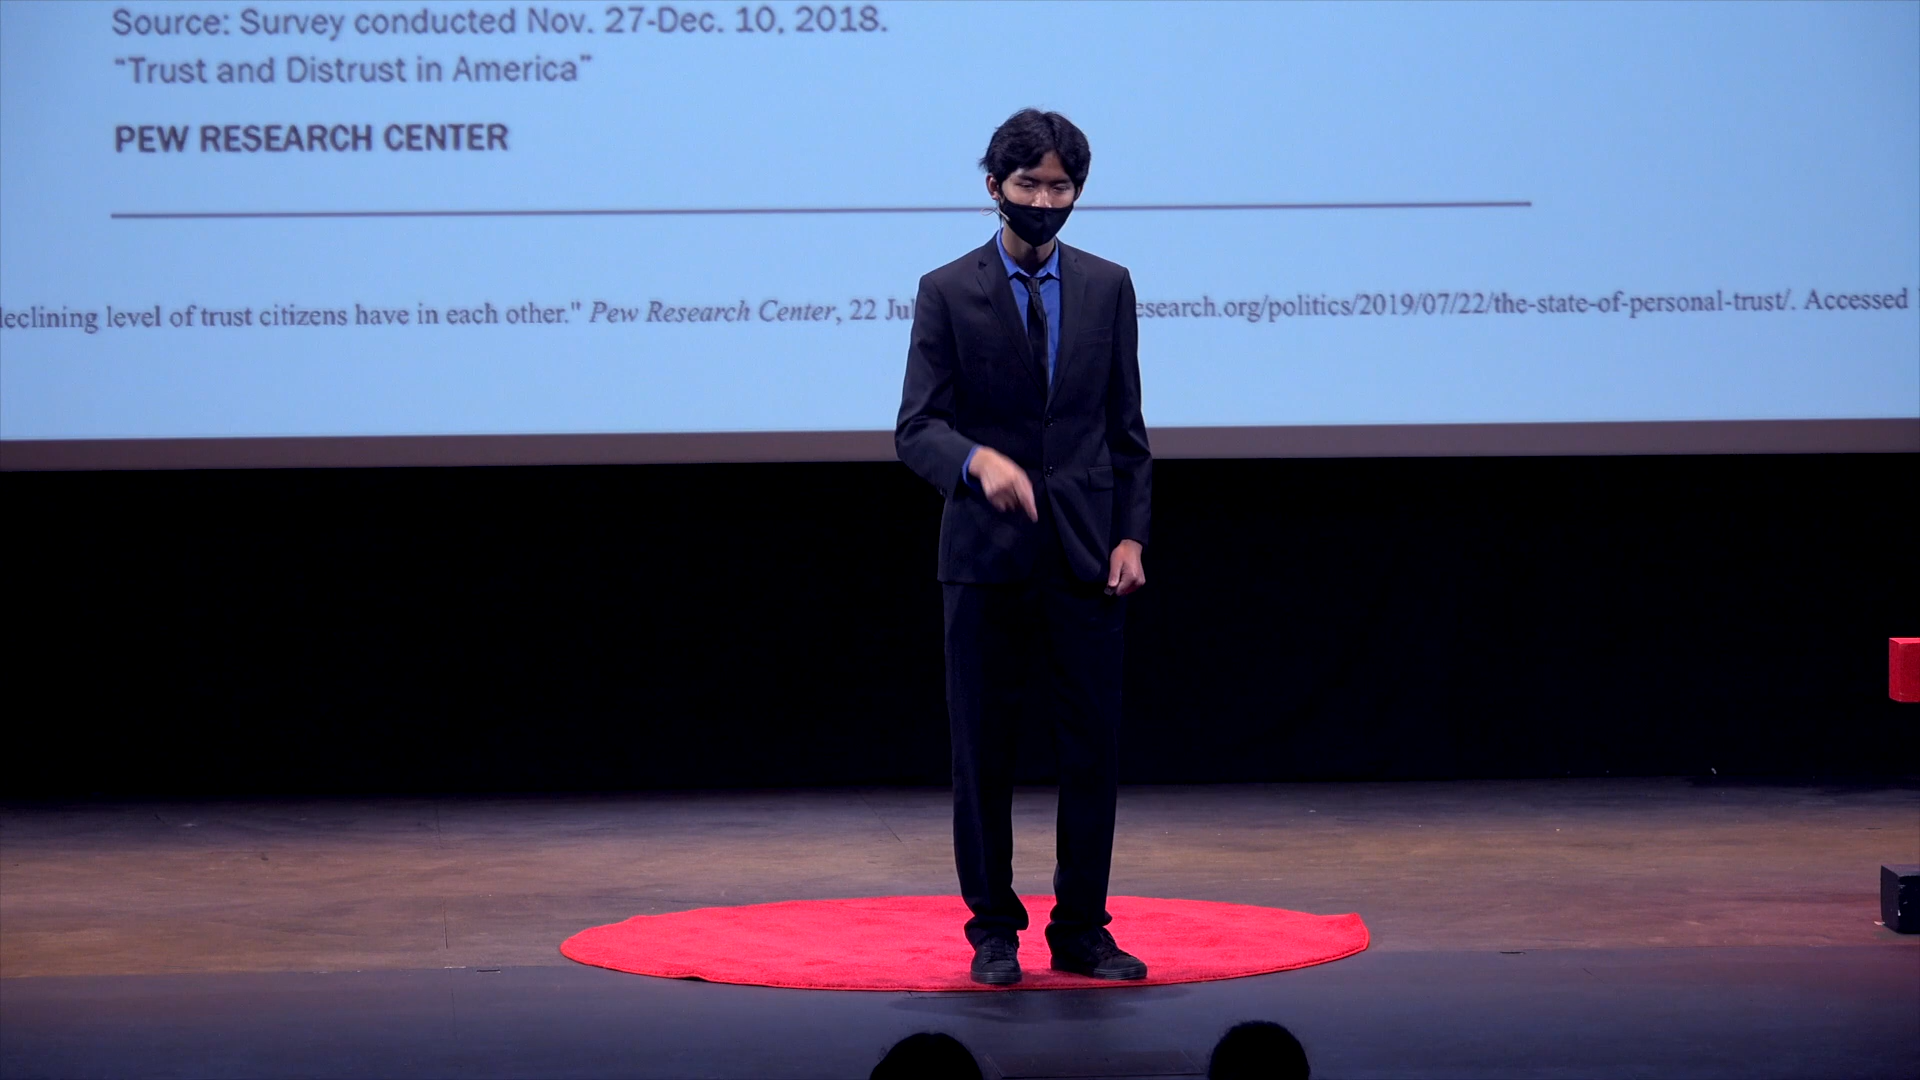 Source: Survey conducted Nov. 27-Dec. 10, 2018.
“Trust and Distrust in America”
PEW RESEARCH CENTER
declining level of trust citizens have in each other." Pew Research Center, 22 Jul esearch.org/politics/2019/07/22/the-state-of-personal-trust/. Accessed